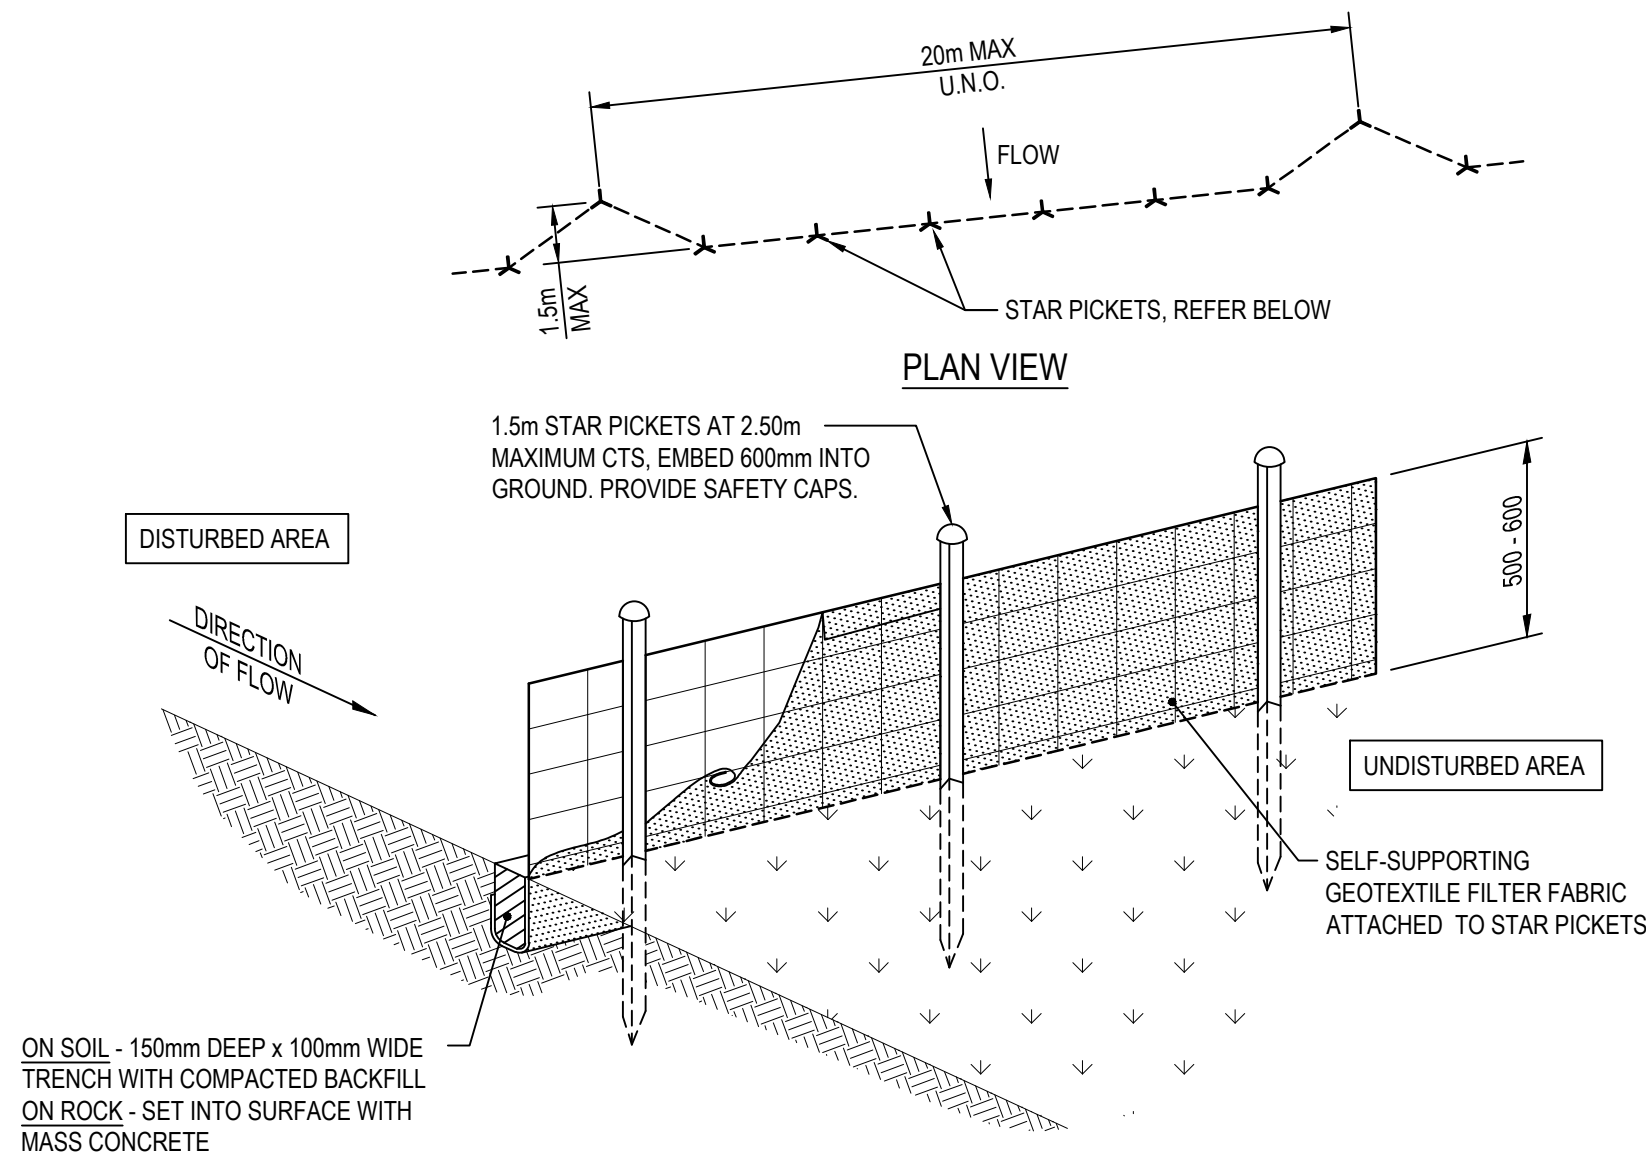 20m MAX
U.N.O.
FLOW
1.5m
MAX
STAR PICKETS, REFER BELOW
PLAN VIEW
1.5m STAR PICKETS AT 2.50m
MAXIMUM CTS, EMBED 600mm INTO
GROUND. PROVIDE SAFETY CAPS.
DISTURBED AREA
500 - 600
DIRECTION
OF FLOW
UNDISTURBED AREA
SELF-SUPPORTING
GEOTEXTILE FILTER FABRIC
ATTACHED TO STAR PICKETS
ON SOIL - 150mm DEEP x 100mm WIDE
TRENCH WITH COMPACTED BACKFILL
ON ROCK - SET INTO SURFACE WITH
MASS CONCRETE